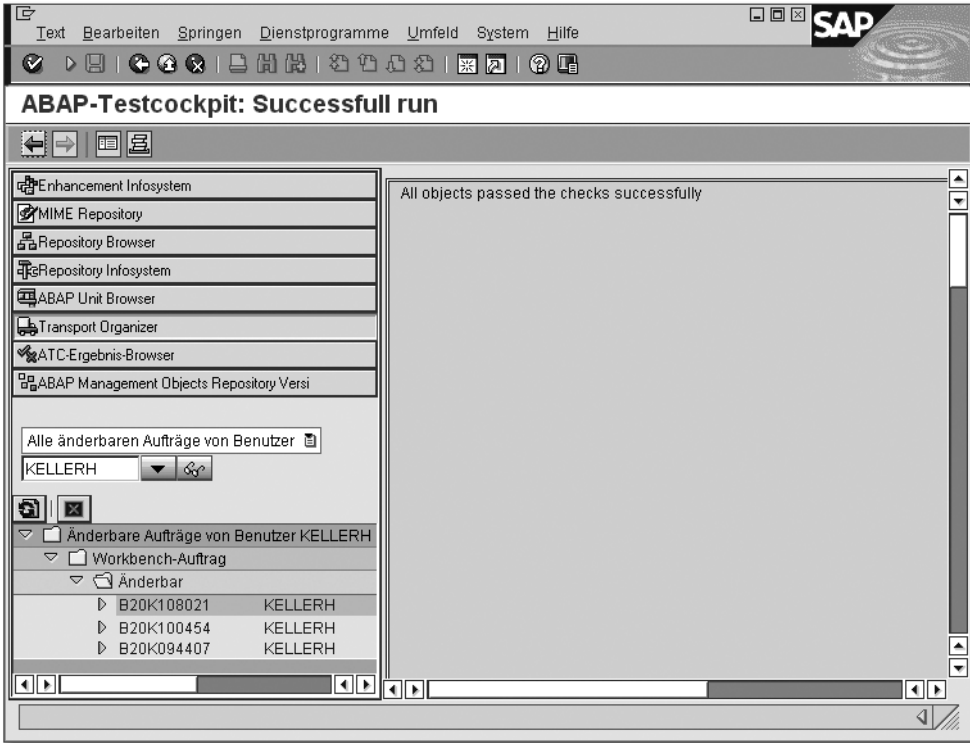 Text Bearbeiten Springen Dienstprogramme Umfeld System Hilfe
SAP
ABAP-Testcockpit: Successfull run
Enhancement Infosystem
MIME Repository
Repository Browser
Repository Infosystem
ABAP Unit Browser
Transport Organizer
ATC-Ergebnis-Browser
ABAP Management Objects Repository Versi
Alle änderbaren Aufträge von Benutzer
KELLERH
Änderbare Aufträge von Benutzer KELLERH
Workbench-Auftrag
Änderbar
B20K108021 KELLERH
B20K100454 KELLERH
B20K094407 KELLERH
All objects passed the checks successfully